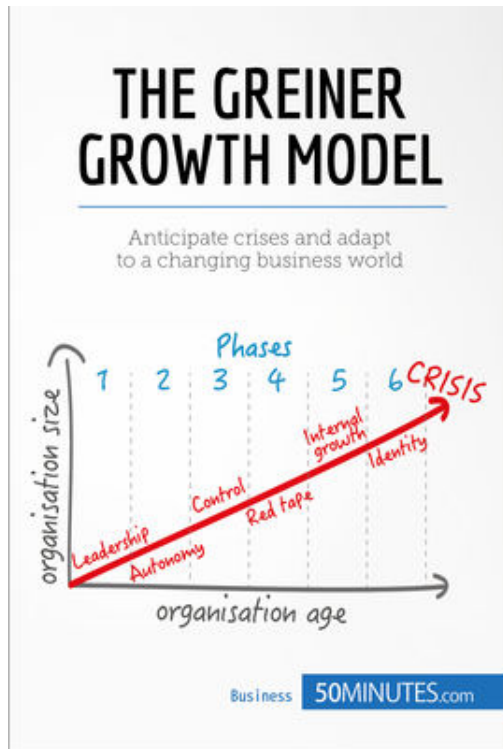 THE GREINER
GROWTH MODEL
Anticipate crises and adapt
to a changing business world
Phases
1 2 3 4 5 6 CRISIS
organisation size
Leadership
Autonomy
Control
Red tape
Internal
growth
Identity
organisation age
Business 50MINUTES.com